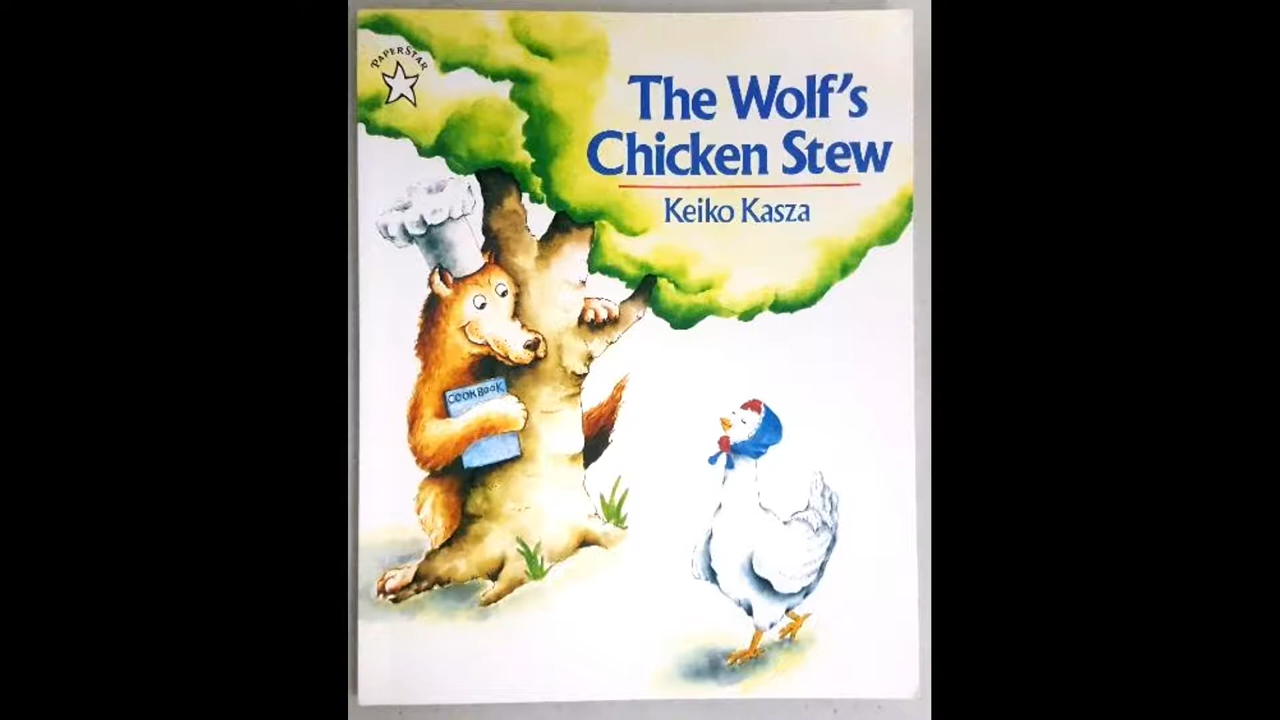 PAPERSTAR
The Wolf's
Chicken Stew
Keiko Kasza
COOKBOOK